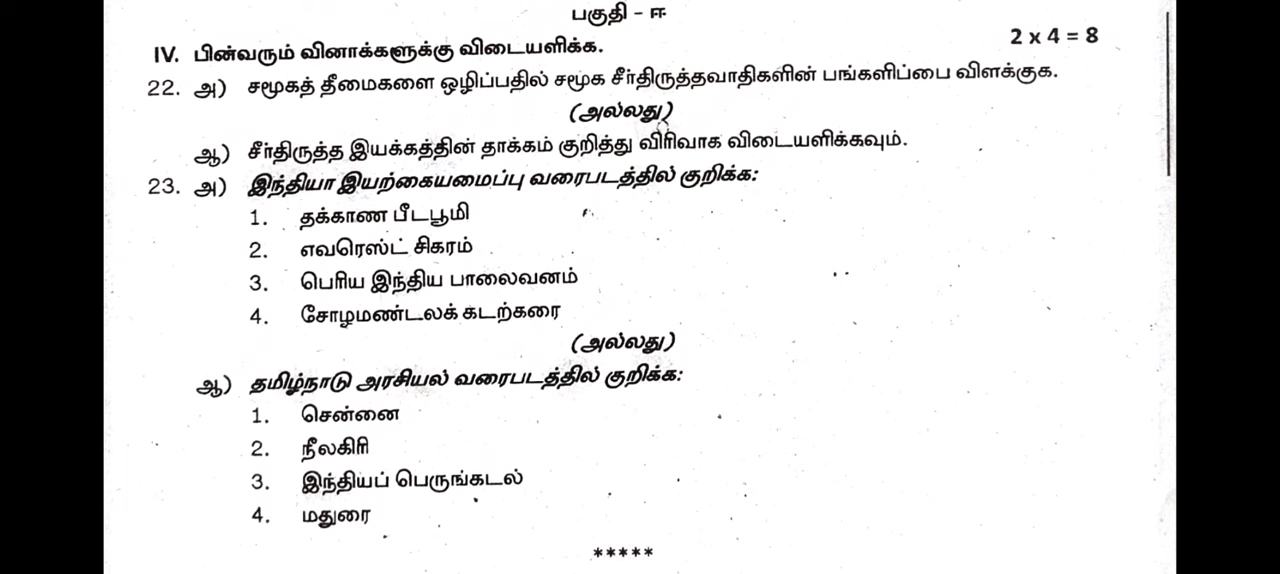 பகுதி - ஈ
IV. பின்வரும் வினாக்களுக்கு விடையளிக்க. 2 x 4 = 8
22. அ) சமூகத் தீமைகளை ஒழிப்பதில் சமூக சீர்திருத்தவாதிகளின் பங்களிப்பை விளக்குக.
(அல்லது)
ஆ) சீர்திருத்த இயக்கத்தின் தாக்கம் குறித்து விரிவாக விடையளிக்கவும்.
23. அ) இந்தியா இயற்கையமைப்பு வரைபடத்தில் குறிக்க:
1. தக்காண பீடபூமி
2. எவரெஸ்ட் சிகரம்
3. பெரிய இந்திய பாலைவனம்
4. சோழமண்டலக் கடற்கரை
(அல்லது)
ஆ) தமிழ்நாடு அரசியல் வரைபடத்தில் குறிக்க:
1. சென்னை
2. நீலகிரி
3. இந்தியப் பெருங்கடல்
4. மதுரை
*****